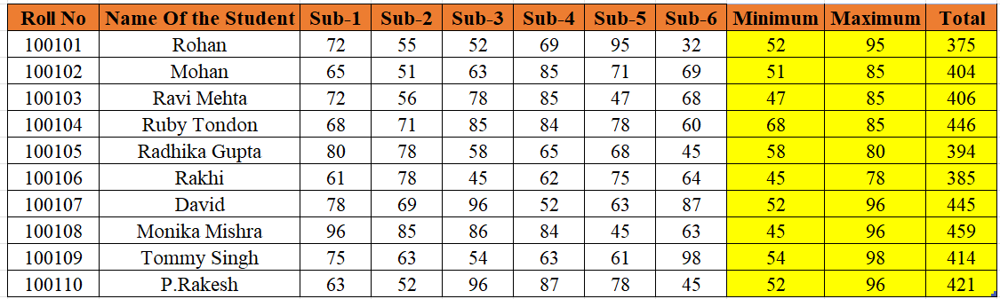 Roll No Name Of the Student Sub-1 Sub-2 Sub-3 Sub-4 Sub-5 Sub-6 Minimum Maximum Total
100101 Rohan 72 55 52 69 95 32 52 95 375
100102 Mohan 65 51 63 85 71 69 51 85 404
100103 Ravi Mehta 72 56 78 85 47 68 47 85 406
100104 Ruby Tondon 68 71 85 84 78 60 68 85 446
100105 Radhika Gupta 80 78 58 65 68 45 58 80 394
100106 Rakhi 61 78 45 62 75 64 45 78 385
100107 David 78 69 96 52 63 87 52 96 445
100108 Monika Mishra 96 85 86 84 45 63 45 96 459
100109 Tommy Singh 75 63 54 63 61 98 54 98 414
100110 P.Rakesh 63 52 96 87 78 45 52 96 421